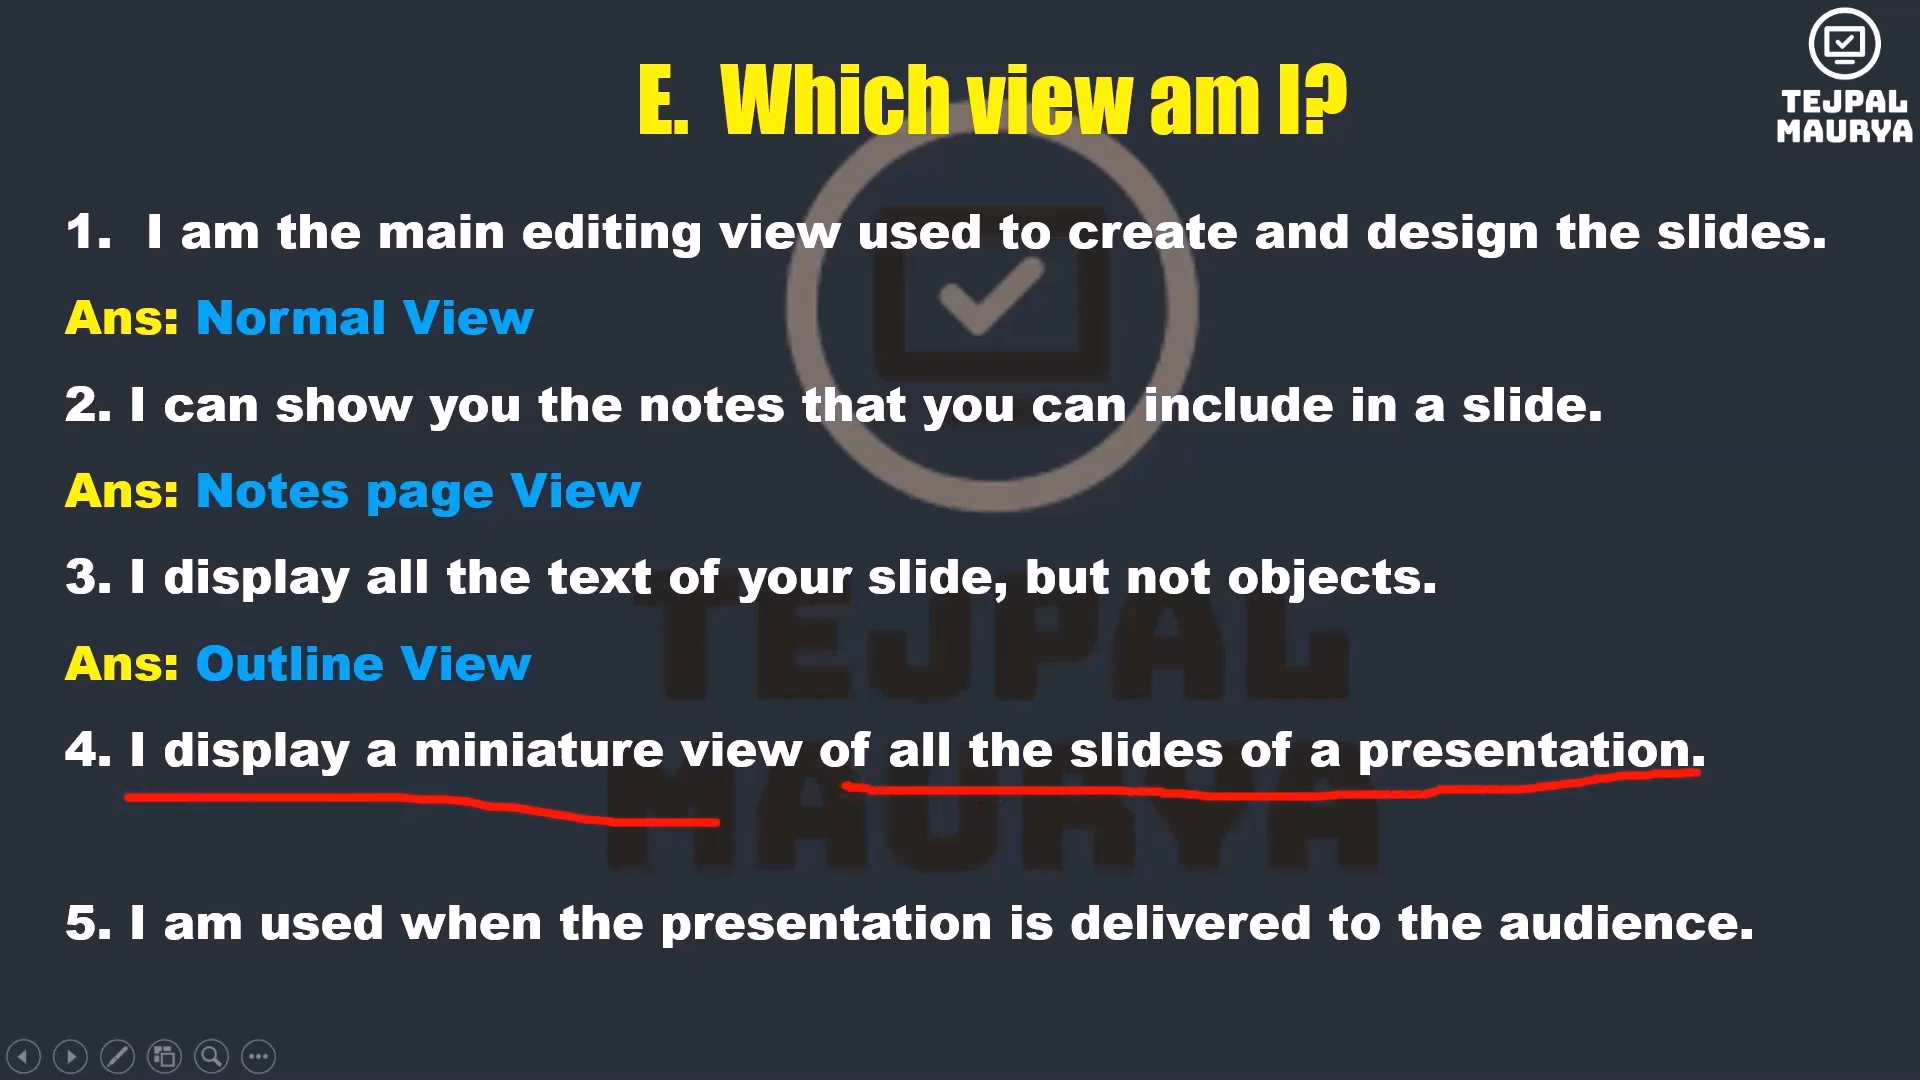 TEJPAL
MAURYA
E. Which view am I?
1. I am the main editing view used to create and design the slides.
Ans: Normal View
2. I can show you the notes that you can include in a slide.
Ans: Notes page View
3. I display all the text of your slide, but not objects.
Ans: Outline View
4. I display a miniature view of all the slides of a presentation.
5. I am used when the presentation is delivered to the audience.
TEJPAL
MAURYA